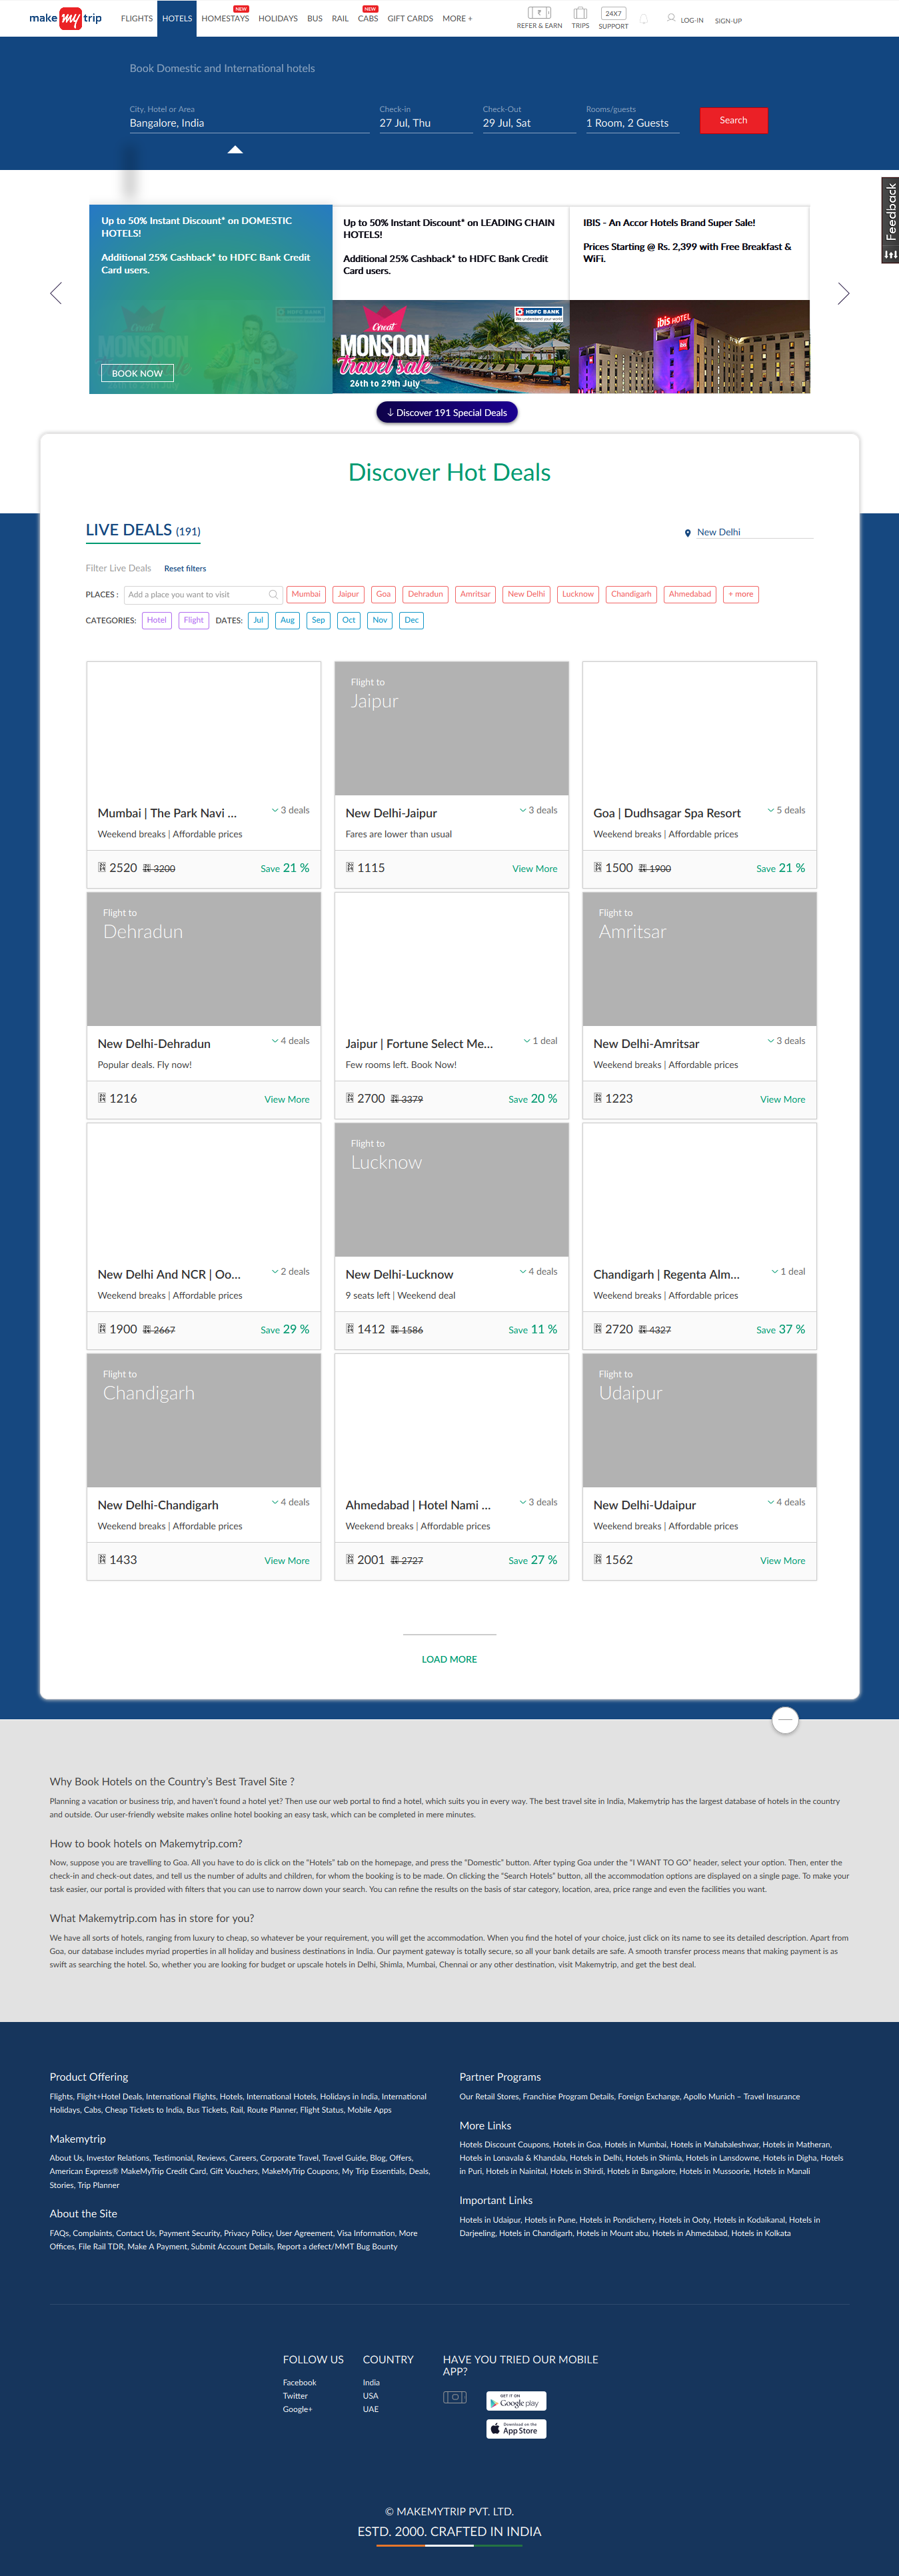 make my trip
FLIGHTS HOTELS HOMESTAYS NEW HOLIDAYS BUS RAIL CABS NEW GIFT CARDS MORE +
REFER & EARN TRIPS 24X7 SUPPORT LOG-IN SIGN-UP
Book Domestic and International hotels
City, Hotel or Area Check-in Check-Out Rooms/guests
Bangalore, India 27 Jul, Thu 29 Jul, Sat 1 Room, 2 Guests Search
Feedback
Up to 50% Instant Discount* on DOMESTIC
HOTELS!
Additional 25% Cashback* to HDFC Bank Credit
Card users.
BOOK NOW
Up to 50% Instant Discount* on LEADING CHAIN
HOTELS!
Additional 25% Cashback* to HDFC Bank Credit
Card users.
HDFC BANK
We understand your world
Great
MONSOON
travel sale
26th to 29th July
IBIS - An Accor Hotels Brand Super Sale!
Prices Starting @ Rs. 2,399 with Free Breakfast &
WiFi.
ibis HOTEL
↓ Discover 191 Special Deals
Discover Hot Deals
LIVE DEALS (191) New Delhi
Filter Live Deals Reset filters
PLACES : Add a place you want to visit Mumbai Jaipur Goa Dehradun Amritsar New Delhi Lucknow Chandigarh Ahmedabad + more
CATEGORIES: Hotel Flight DATES: Jul Aug Sep Oct Nov Dec
Mumbai | The Park Navi ... 3 deals
Weekend breaks | Affordable prices
2520 3200 Save 21 %
Flight to
Jaipur
New Delhi-Jaipur 3 deals
Fares are lower than usual
1115 View More
Goa | Dudhsagar Spa Resort 5 deals
Weekend breaks | Affordable prices
1500 1900 Save 21 %
Flight to
Dehradun
New Delhi-Dehradun 4 deals
Popular deals. Fly now!
1216 View More
Jaipur | Fortune Select Me... 1 deal
Few rooms left. Book Now!
2700 3379 Save 20 %
Flight to
Amritsar
New Delhi-Amritsar 3 deals
Weekend breaks | Affordable prices
1223 View More
New Delhi And NCR | Oo... 2 deals
Weekend breaks | Affordable prices
1900 2667 Save 29 %
Flight to
Lucknow
New Delhi-Lucknow 4 deals
9 seats left | Weekend deal
1412 1586 Save 11 %
Chandigarh | Regenta Alm... 1 deal
Weekend breaks | Affordable prices
2720 4327 Save 37 %
Flight to
Chandigarh
New Delhi-Chandigarh 4 deals
Weekend breaks | Affordable prices
1433 View More
Ahmedabad | Hotel Nami ... 3 deals
Weekend breaks | Affordable prices
2001 2727 Save 27 %
Flight to
Udaipur
New Delhi-Udaipur 4 deals
Weekend breaks | Affordable prices
1562 View More
LOAD MORE
Why Book Hotels on the Country's Best Travel Site ?
Planning a vacation or business trip, and haven't found a hotel yet? Then use our web portal to find a hotel, which suits you in every way. The best travel site in India, Makemytrip has the largest database of hotels in the country
and outside. Our user-friendly website makes online hotel booking an easy task, which can be completed in mere minutes.
How to book hotels on Makemytrip.com?
Now, suppose you are travelling to Goa. All you have to do is click on the "Hotels" tab on the homepage, and press the "Domestic" button. After typing Goa under the "I WANT TO GO" header, select your option. Then, enter the
check-in and check-out dates, and tell us the number of adults and children, for whom the booking is to be made. On clicking the "Search Hotels" button, all the accommodation options are displayed on a single page. To make your
task easier, our portal is provided with filters that you can use to narrow down your search. You can refine the results on the basis of star category, location, area, price range and even the facilities you want.
What Makemytrip.com has in store for you?
We have all sorts of hotels, ranging from luxury to cheap, so whatever be your requirement, you will get the accommodation. When you find the hotel of your choice, just click on its name to see its detailed description. Apart from
Goa, our database includes myriad properties in all holiday and business destinations in India. Our payment gateway is totally secure, so all your bank details are safe. A smooth transfer process means that making payment is as
swift as searching the hotel. So, whether you are looking for budget or upscale hotels in Delhi, Shimla, Mumbai, Chennai or any other destination, visit Makemytrip, and get the best deal.
Product Offering
Flights, Flight+Hotel Deals, International Flights, Hotels, International Hotels, Holidays in India, International
Holidays, Cabs, Cheap Tickets to India, Bus Tickets, Rail, Route Planner, Flight Status, Mobile Apps
Makemytrip
About Us, Investor Relations, Testimonial, Reviews, Careers, Corporate Travel, Travel Guide, Blog, Offers,
American Express® MakeMyTrip Credit Card, Gift Vouchers, MakeMyTrip Coupons, My Trip Essentials, Deals,
Stories, Trip Planner
About the Site
FAQs, Complaints, Contact Us, Payment Security, Privacy Policy, User Agreement, Visa Information, More
Offices, File Rail TDR, Make A Payment, Submit Account Details, Report a defect/MMT Bug Bounty
Partner Programs
Our Retail Stores, Franchise Program Details, Foreign Exchange, Apollo Munich – Travel Insurance
More Links
Hotels Discount Coupons, Hotels in Goa, Hotels in Mumbai, Hotels in Mahabaleshwar, Hotels in Matheran,
Hotels in Lonavala & Khandala, Hotels in Delhi, Hotels in Shimla, Hotels in Lansdowne, Hotels in Digha, Hotels
in Puri, Hotels in Nainital, Hotels in Shirdi, Hotels in Bangalore, Hotels in Mussoorie, Hotels in Manali
Important Links
Hotels in Udaipur, Hotels in Pune, Hotels in Pondicherry, Hotels in Ooty, Hotels in Kodaikanal, Hotels in
Darjeeling, Hotels in Chandigarh, Hotels in Mount abu, Hotels in Ahmedabad, Hotels in Kolkata
FOLLOW US
Facebook
Twitter
Google+
COUNTRY
India
USA
UAE
HAVE YOU TRIED OUR MOBILE
APP?
GET IT ON
Google play
Download on the
App Store
© MAKEMYTRIP PVT. LTD.
ESTD. 2000. CRAFTED IN INDIA